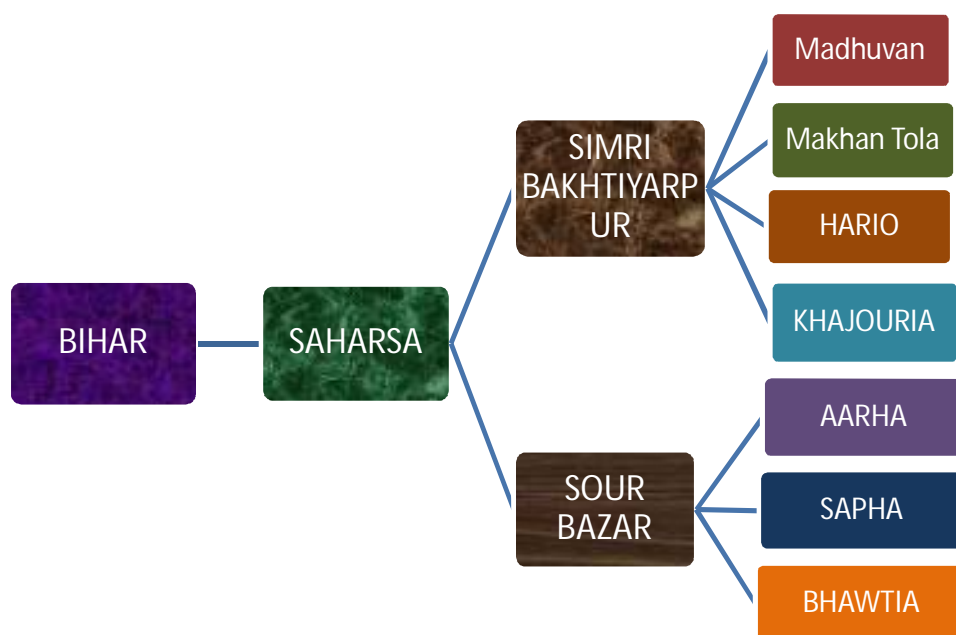 BIHAR
SAHARSA
SIMRI
BAKHTIYARP
UR
Madhuvan
Makhan Tola
HARIO
KHAJOURIA
SOUR
BAZAR
AARHA
SAPHA
BHAWTIA